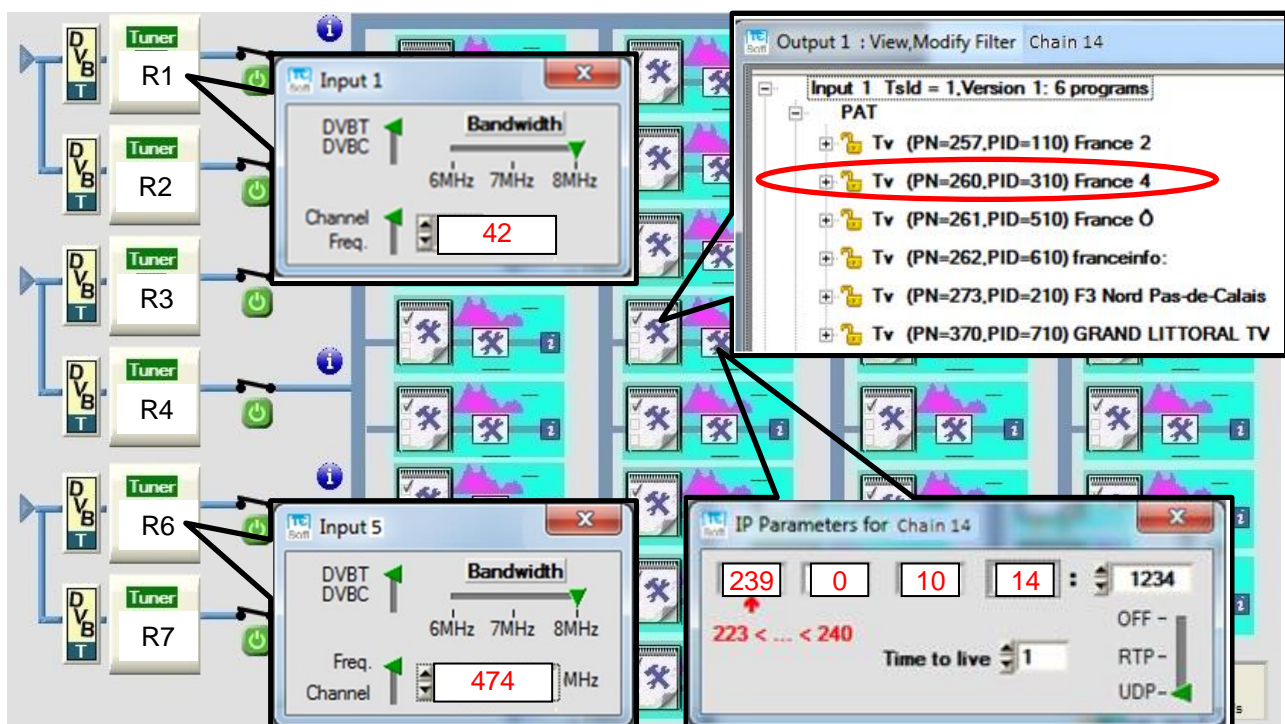 DVB T
Tuner
R1
DVB T
Tuner
R2
DVB T
Tuner
R3
DVB T
Tuner
R4
DVB T
Tuner
R6
DVB T
Tuner
R7
Input 1
DVBT
DVBC
Bandwidth
6MHz 7MHz 8MHz
Channel
Freq.
42
Output 1 : View,Modify Filter Chain 14
Input 1 TsId = 1,Version 1: 6 programs
PAT
Tv (PN=257,PID=110) France 2
Tv (PN=260,PID=310) France 4
Tv (PN=261,PID=510) France Ô
Tv (PN=262,PID=610) franceinfo:
Tv (PN=273,PID=210) F3 Nord Pas-de-Calais
Tv (PN=370,PID=710) GRAND LITTORAL TV
Input 5
DVBT
DVBC
Bandwidth
6MHz 7MHz 8MHz
Freq.
Channel
474 MHz
IP Parameters for Chain 14
239 0 10 14 : 1234
223 < ... < 240
Time to live 1
OFF -
RTP -
UDP -